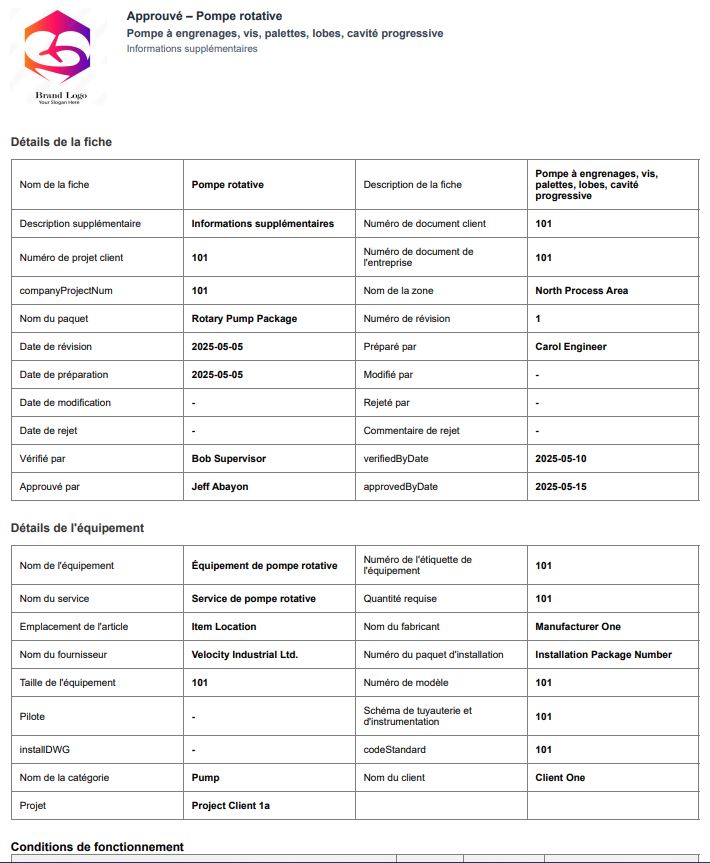 Approuvé – Pompe rotative
Pompe à engrenages, vis, palettes, lobes, cavité progressive
Informations supplémentaires
Brand Logo
Your Slogan Here
Détails de la fiche
Nom de la fiche Pompe rotative Description de la fiche Pompe à engrenages, vis,
palettes, lobes, cavité
progressive
Description supplémentaire Informations supplémentaires Numéro de document client 101
Numéro de projet client 101 Numéro de document de
l'entreprise 101
companyProjectNum 101 Nom de la zone North Process Area
Nom du paquet Rotary Pump Package Numéro de révision 1
Date de révision 2025-05-05 Préparé par Carol Engineer
Date de préparation 2025-05-05 Modifié par -
Date de modification - Rejeté par -
Date de rejet - Commentaire de rejet -
Vérifié par Bob Supervisor verifiedByDate 2025-05-10
Approuvé par Jeff Abayon approvedByDate 2025-05-15
Détails de l'équipement
Nom de l'équipement Équipement de pompe rotative Numéro de l'étiquette de
l'équipement 101
Nom du service Service de pompe rotative Quantité requise 101
Emplacement de l'article Item Location Nom du fabricant Manufacturer One
Nom du fournisseur Velocity Industrial Ltd. Numéro du paquet d'installation Installation Package Number
Taille de l'équipement 101 Numéro de modèle 101
Pilote - Schéma de tuyauterie et
d'instrumentation 101
installDWG - codeStandard 101
Nom de la catégorie Pump Nom du client Client One
Projet Project Client 1a
Conditions de fonctionnement